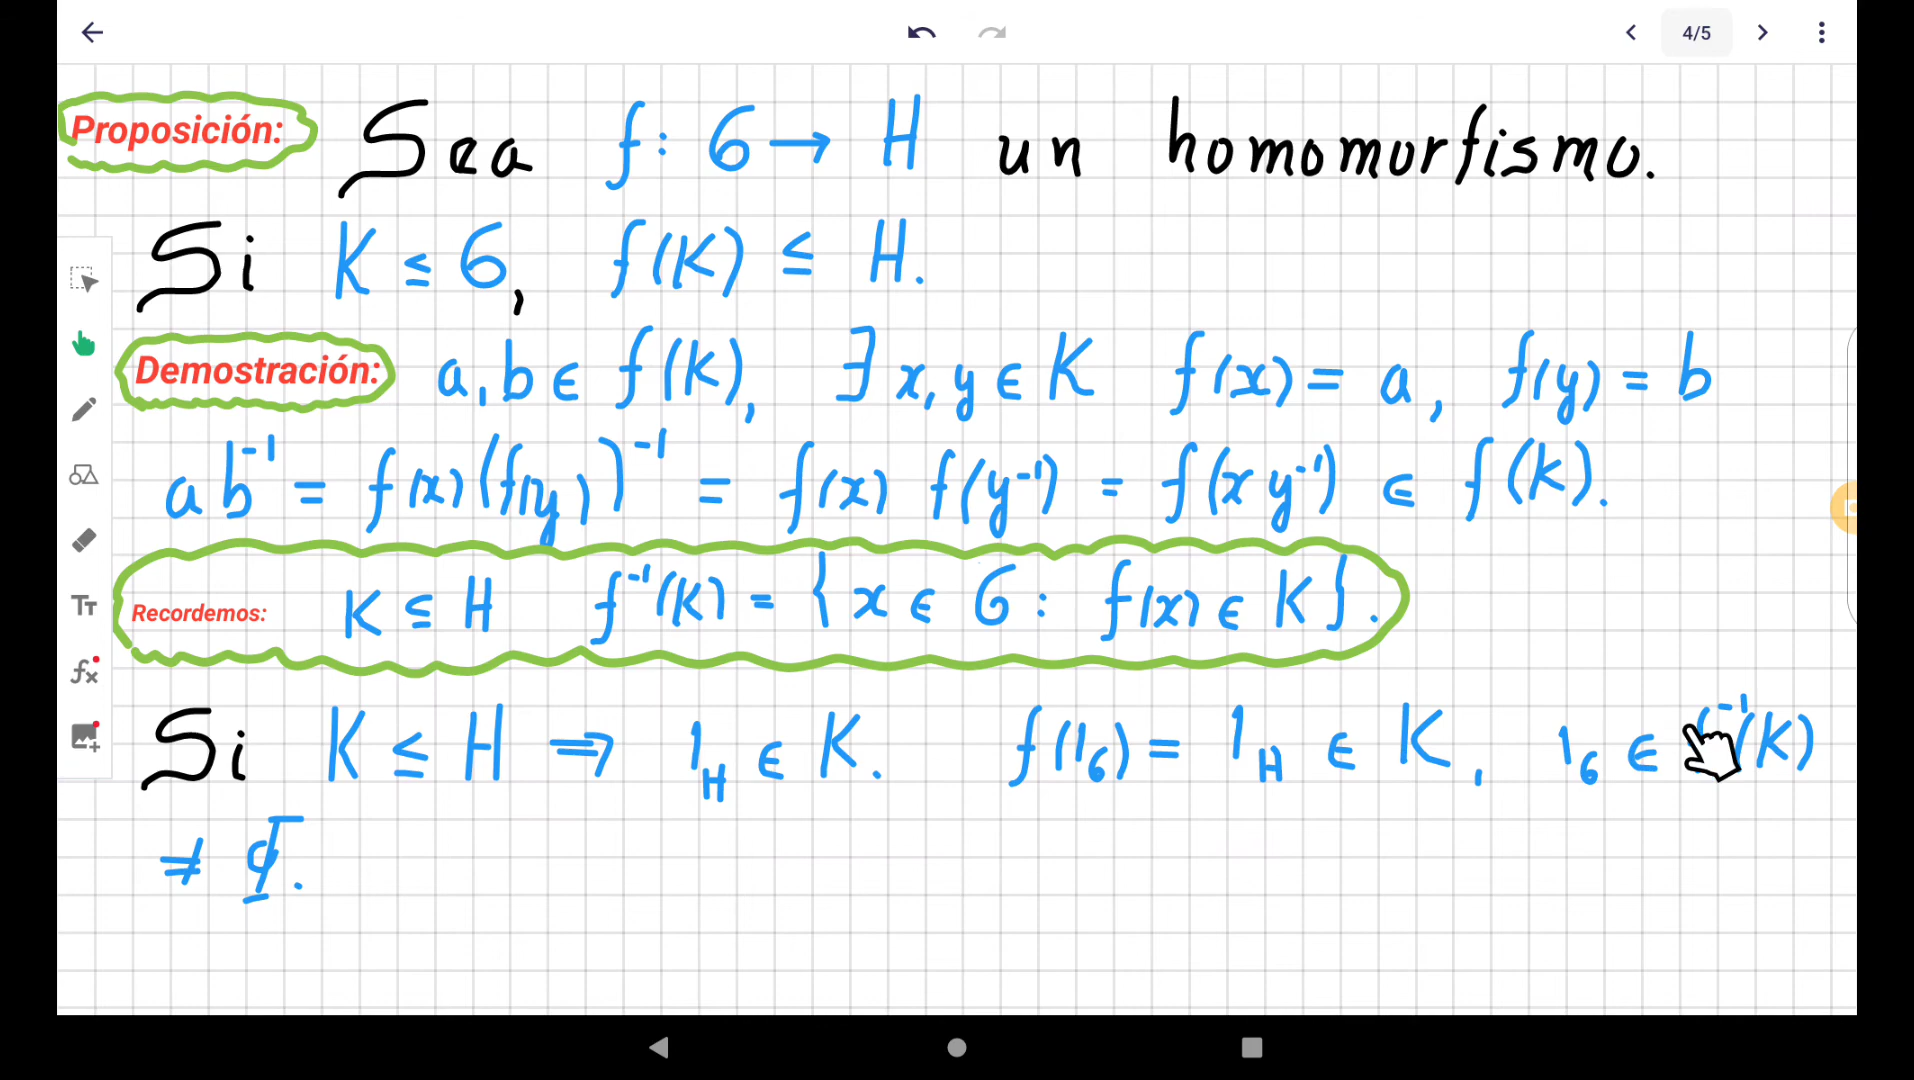 4/5
Proposición: Sea f: G → H un homomorfismo.
Si K ≤ G, f(K) ≤ H.
Demostración: a, b ∈ f(K), ∃ x, y ∈ K f(x) = a, f(y) = b
ab⁻¹ = f(x)(f(y))⁻¹ = f(x) f(y⁻¹) = f(xy⁻¹) ∈ f(K).
Recordemos: K ≤ H f⁻¹(K) = { x ∈ G : f(x) ∈ K }.
Si K ≤ H ⇒ 1_H ∈ K. f(1_G) = 1_H ∈ K, 1_G ∈ f⁻¹(K)
≠ ∅.